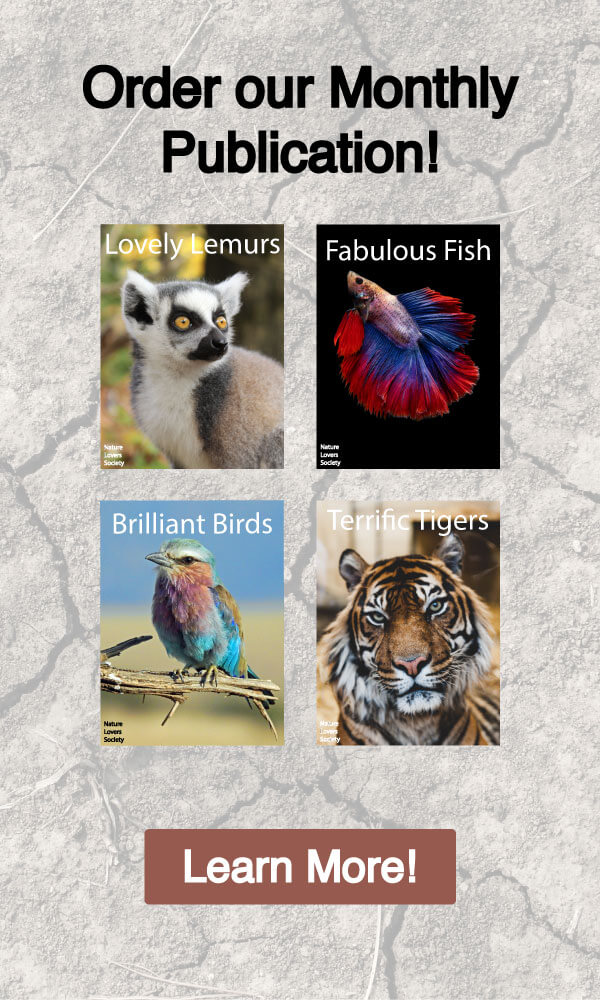 Order our Monthly
Publication!
Lovely Lemurs
Nature
Lovers
Society
Fabulous Fish
Nature
Lovers
Society
Brilliant Birds
Nature
Lovers
Society
Terrific Tigers
Nature
Lovers
Society
Learn More!